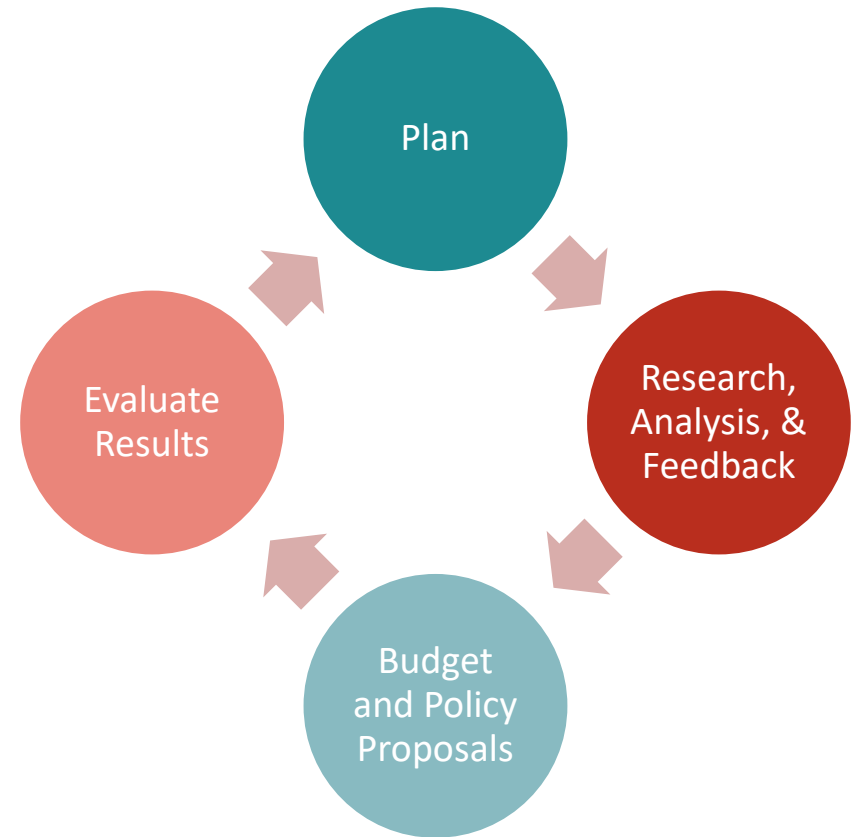 Plan
Research,
Analysis, &
Feedback
Budget
and Policy
Proposals
Evaluate
Results